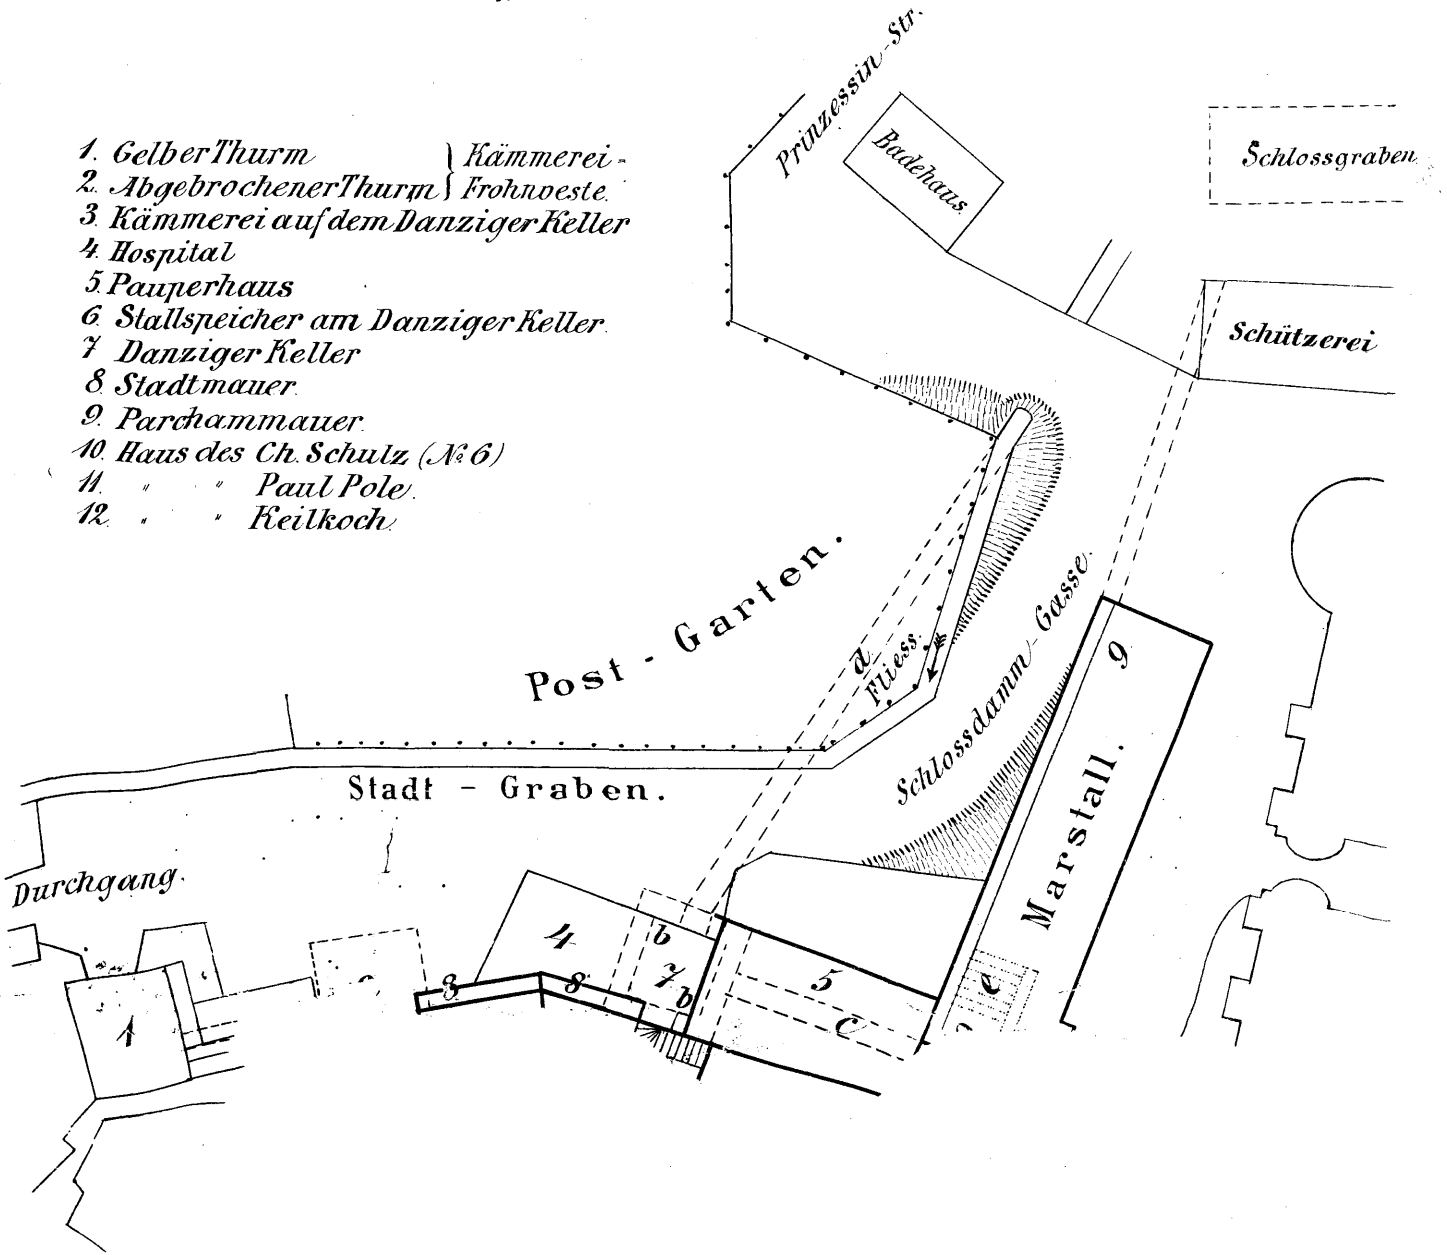 1. Gelber Thurm } Kämmerei-
2. Abgebrochener Thurm } Frohnveste.
3. Kämmerei auf dem Danziger Keller
4. Hospital
5. Pauperhaus
6. Stallspeicher am Danziger Keller.
7 Danziger Keller
8. Stadtmauer.
9. Parchammauer.
10. Haus des Ch. Schulz (№ 6)
11. " " Paul Pole.
12. " " Keilkoch.
Prinzessin-Str.
Badehaus.
Schlossgraben
Schützerei
Post-Garten.
d
Fliess.
Schlossdamm-Gasse.
9
Marstall.
Stadt-Graben.
Durchgang.
4
b
7
b
5
c
e
8
8
1